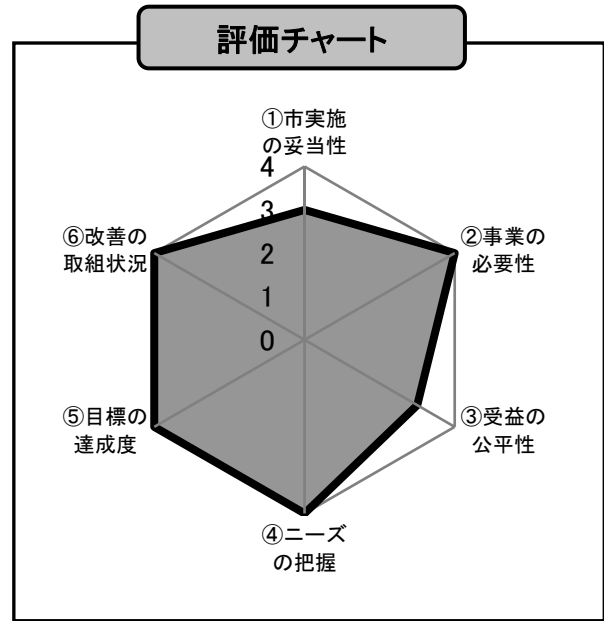 評価チャート
①市実施
の妥当性
4
3
2
1
0
②事業の
必要性
③受益の
公平性
④ニーズ
の把握
⑤目標の
達成度
⑥改善の
取組状況